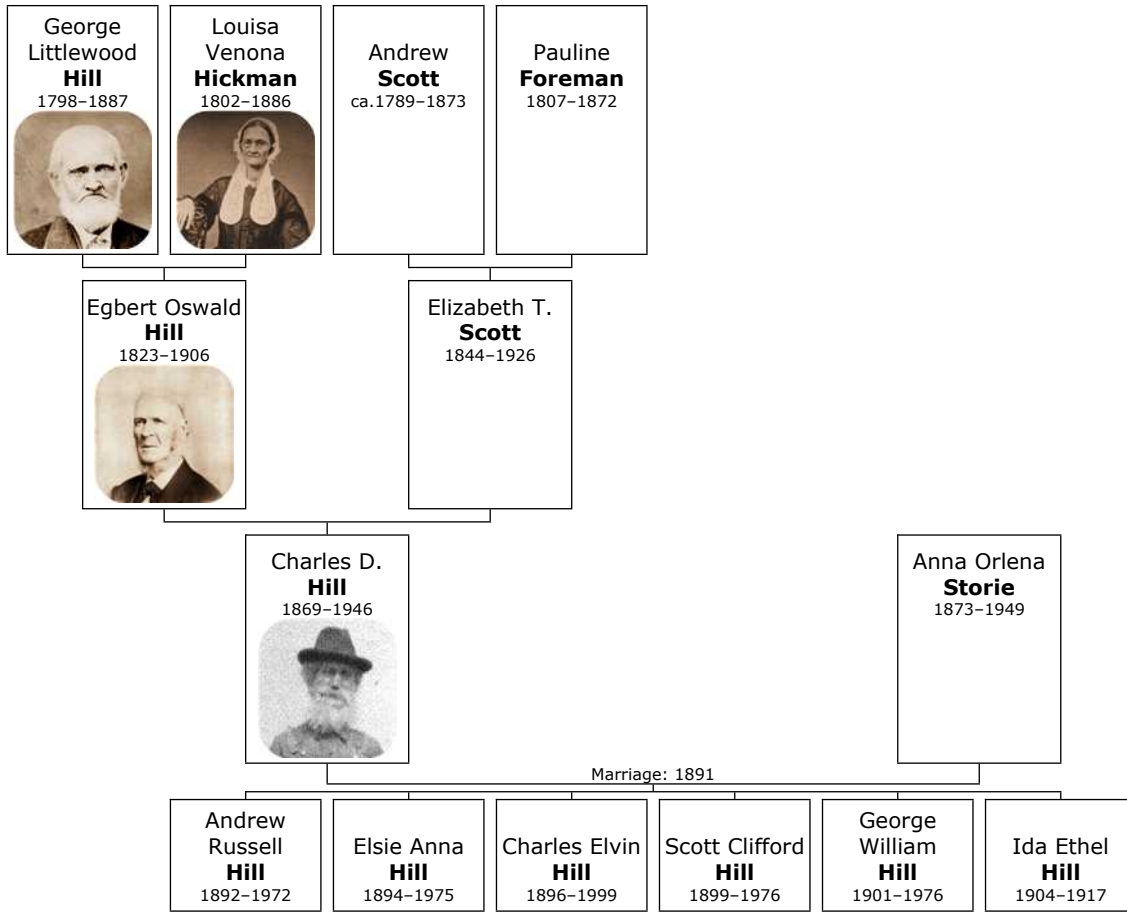 George
Littlewood
Hill
1798–1887
Louisa
Venona
Hickman
1802–1886
Andrew
Scott
ca.1789–1873
Pauline
Foreman
1807–1872
Egbert Oswald
Hill
1823–1906
Elizabeth T.
Scott
1844–1926
Charles D.
Hill
1869–1946
Anna Orlena
Storie
1873–1949
Marriage: 1891
Andrew
Russell
Hill
1892–1972
Elsie Anna
Hill
1894–1975
Charles Elvin
Hill
1896–1999
Scott Clifford
Hill
1899–1976
George
William
Hill
1901–1976
Ida Ethel
Hill
1904–1917